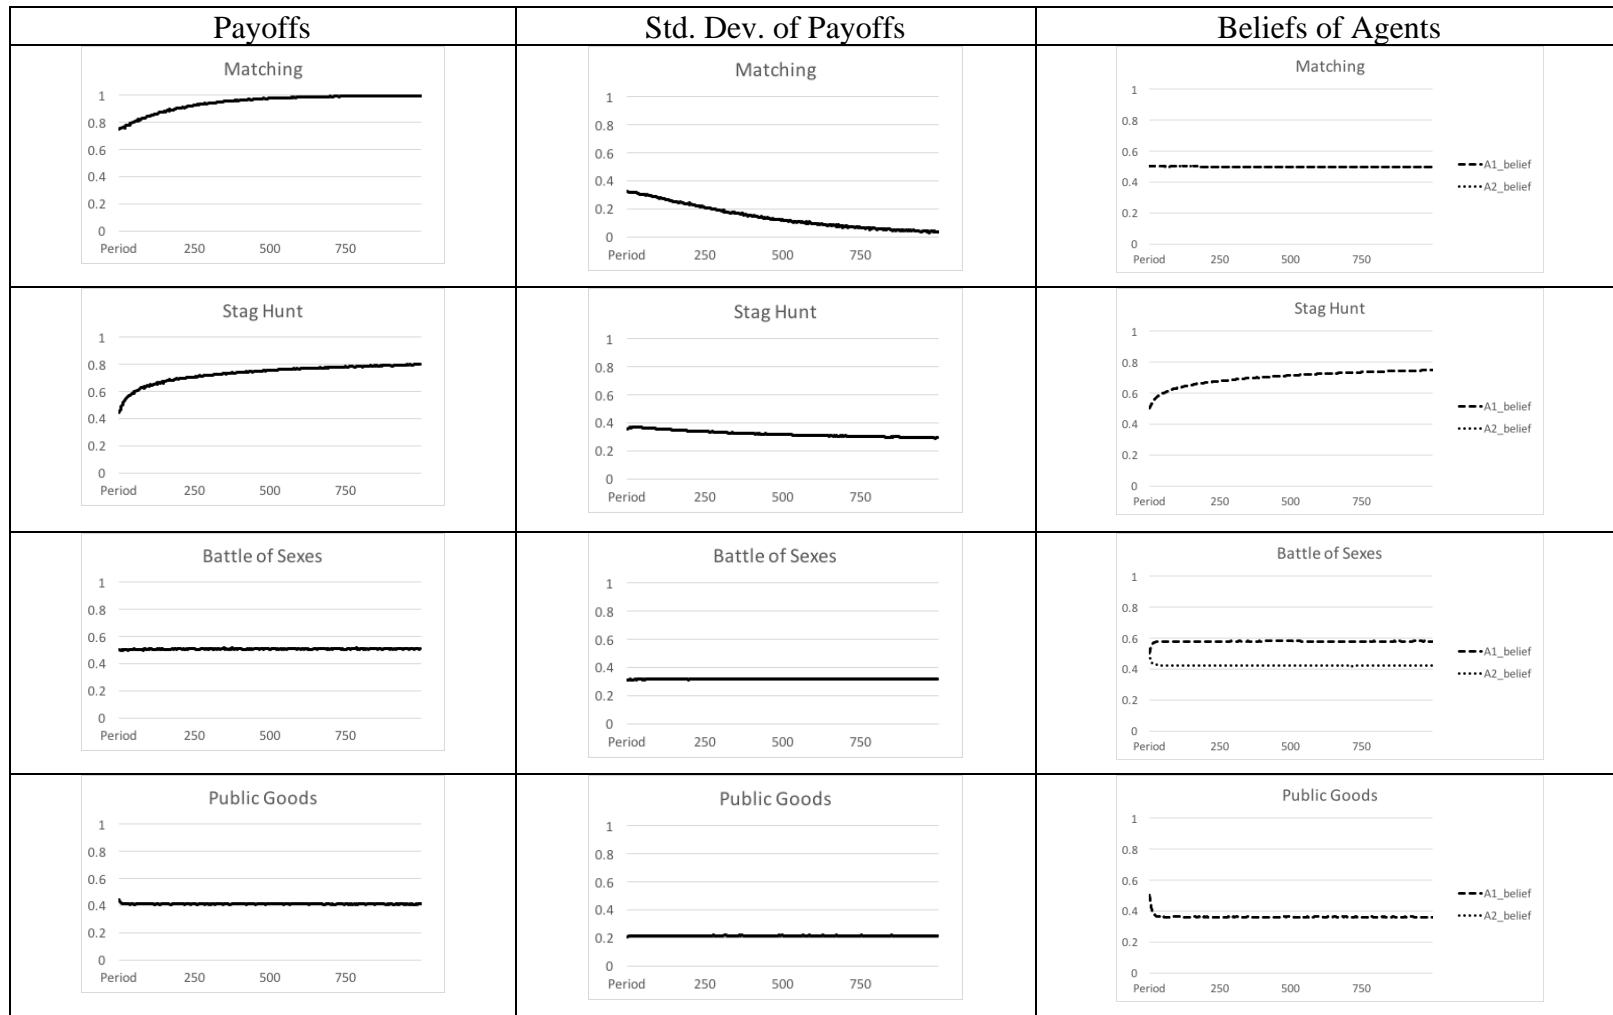 Payoffs
Std. Dev. of Payoffs
Beliefs of Agents
Matching
1
0.8
0.6
0.4
0.2
0
Period 250 500 750
Matching
1
0.8
0.6
0.4
0.2
0
Period 250 500 750
Matching
1
0.8
0.6
0.4
0.2
0
Period 250 500 750
A1_belief
A2_belief
Stag Hunt
1
0.8
0.6
0.4
0.2
0
Period 250 500 750
Stag Hunt
1
0.8
0.6
0.4
0.2
0
Period 250 500 750
Stag Hunt
1
0.8
0.6
0.4
0.2
0
Period 250 500 750
A1_belief
A2_belief
Battle of Sexes
1
0.8
0.6
0.4
0.2
0
Period 250 500 750
Battle of Sexes
1
0.8
0.6
0.4
0.2
0
Period 250 500 750
Battle of Sexes
1
0.8
0.6
0.4
0.2
0
Period 250 500 750
A1_belief
A2_belief
Public Goods
1
0.8
0.6
0.4
0.2
0
Period 250 500 750
Public Goods
1
0.8
0.6
0.4
0.2
0
Period 250 500 750
Public Goods
1
0.8
0.6
0.4
0.2
0
Period 250 500 750
A1_belief
A2_belief